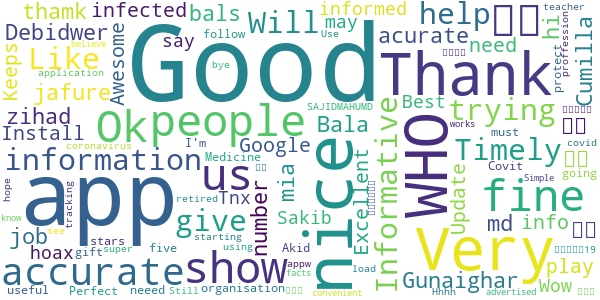 thamk infected bals Will informed help hi
Debidwer Awesome say follow may acurate need
Keeps Like Good Use Thank Cumilla teacher
believe application jafure bye protect proffession
zihad Ok people SAJIDMAHUMD trying
Install coronavirus I'm Google Bala Best WHO Timely works
information us Medicine mia Excellent Informative must covid
app tracking number retired Tnx nice fine Covit going
hope job give Sakib Very Update md info Simple
know hoax see stars gift five starting Akid
accurate super show using appw Gunaighar play
useful Perfect Still neeed organisation facts load convenient Hhhh advertised Wow
19